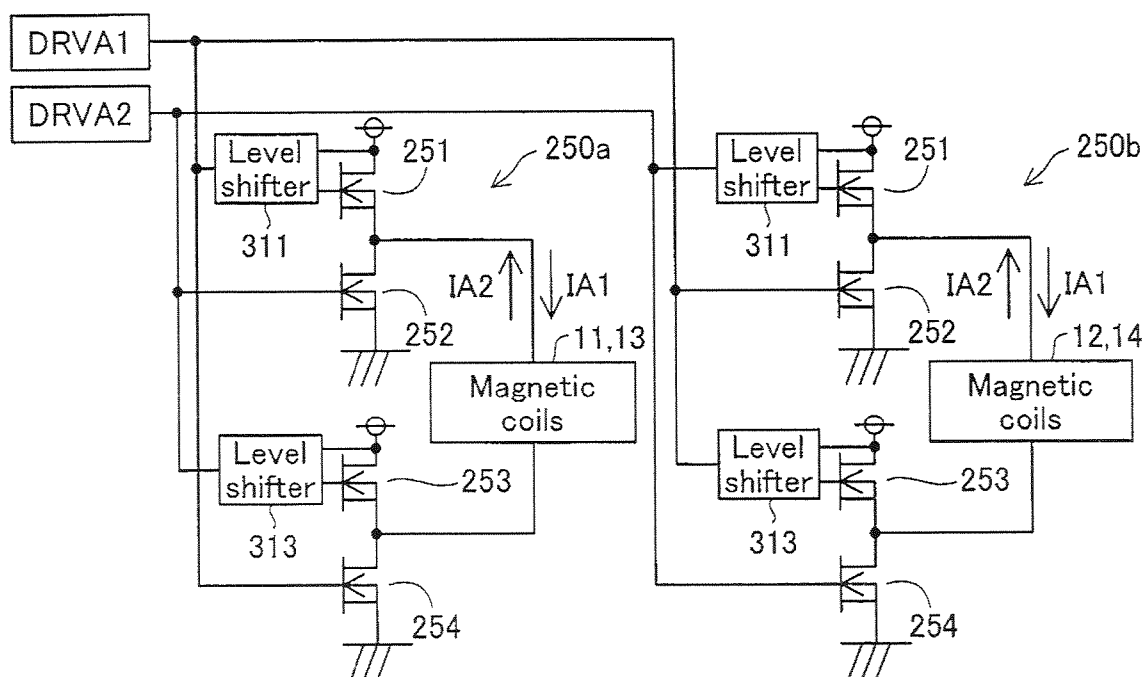 DRVA1
DRVA2
Level
shifter
311
251
250a
IA2
IA1
252
11,13
Magnetic
coils
Level
shifter
313
253
254
Level
shifter
311
251
250b
IA2
IA1
252
12,14
Magnetic
coils
Level
shifter
313
253
254